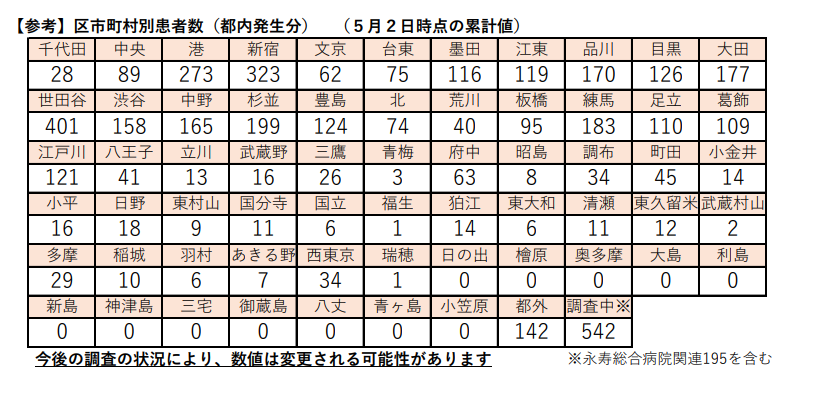 【参考】区市町村別患者数（都内発生分）　（５月２日時点の累計値）
千代田 中央 港 新宿 文京 台東 墨田 江東 品川 目黒 大田
28 89 273 323 62 75 116 119 170 126 177
世田谷 渋谷 中野 杉並 豊島 北 荒川 板橋 練馬 足立 葛飾
401 158 165 199 124 74 40 95 183 110 109
江戸川 八王子 立川 武蔵野 三鷹 青梅 府中 昭島 調布 町田 小金井
121 41 13 16 26 3 63 8 34 45 14
小平 日野 東村山 国分寺 国立 福生 狛江 東大和 清瀬 東久留米 武蔵村山
16 18 9 11 6 1 14 6 11 12 2
多摩 稲城 羽村 あきる野 西東京 瑞穂 日の出 檜原 奥多摩 大島 利島
29 10 6 7 34 1 0 0 0 0 0
新島 神津島 三宅 御蔵島 八丈 青ヶ島 小笠原 都外 調査中※
0 0 0 0 0 0 0 142 542
今後の調査の状況により、数値は変更される可能性があります ※永寿総合病院関連195を含む